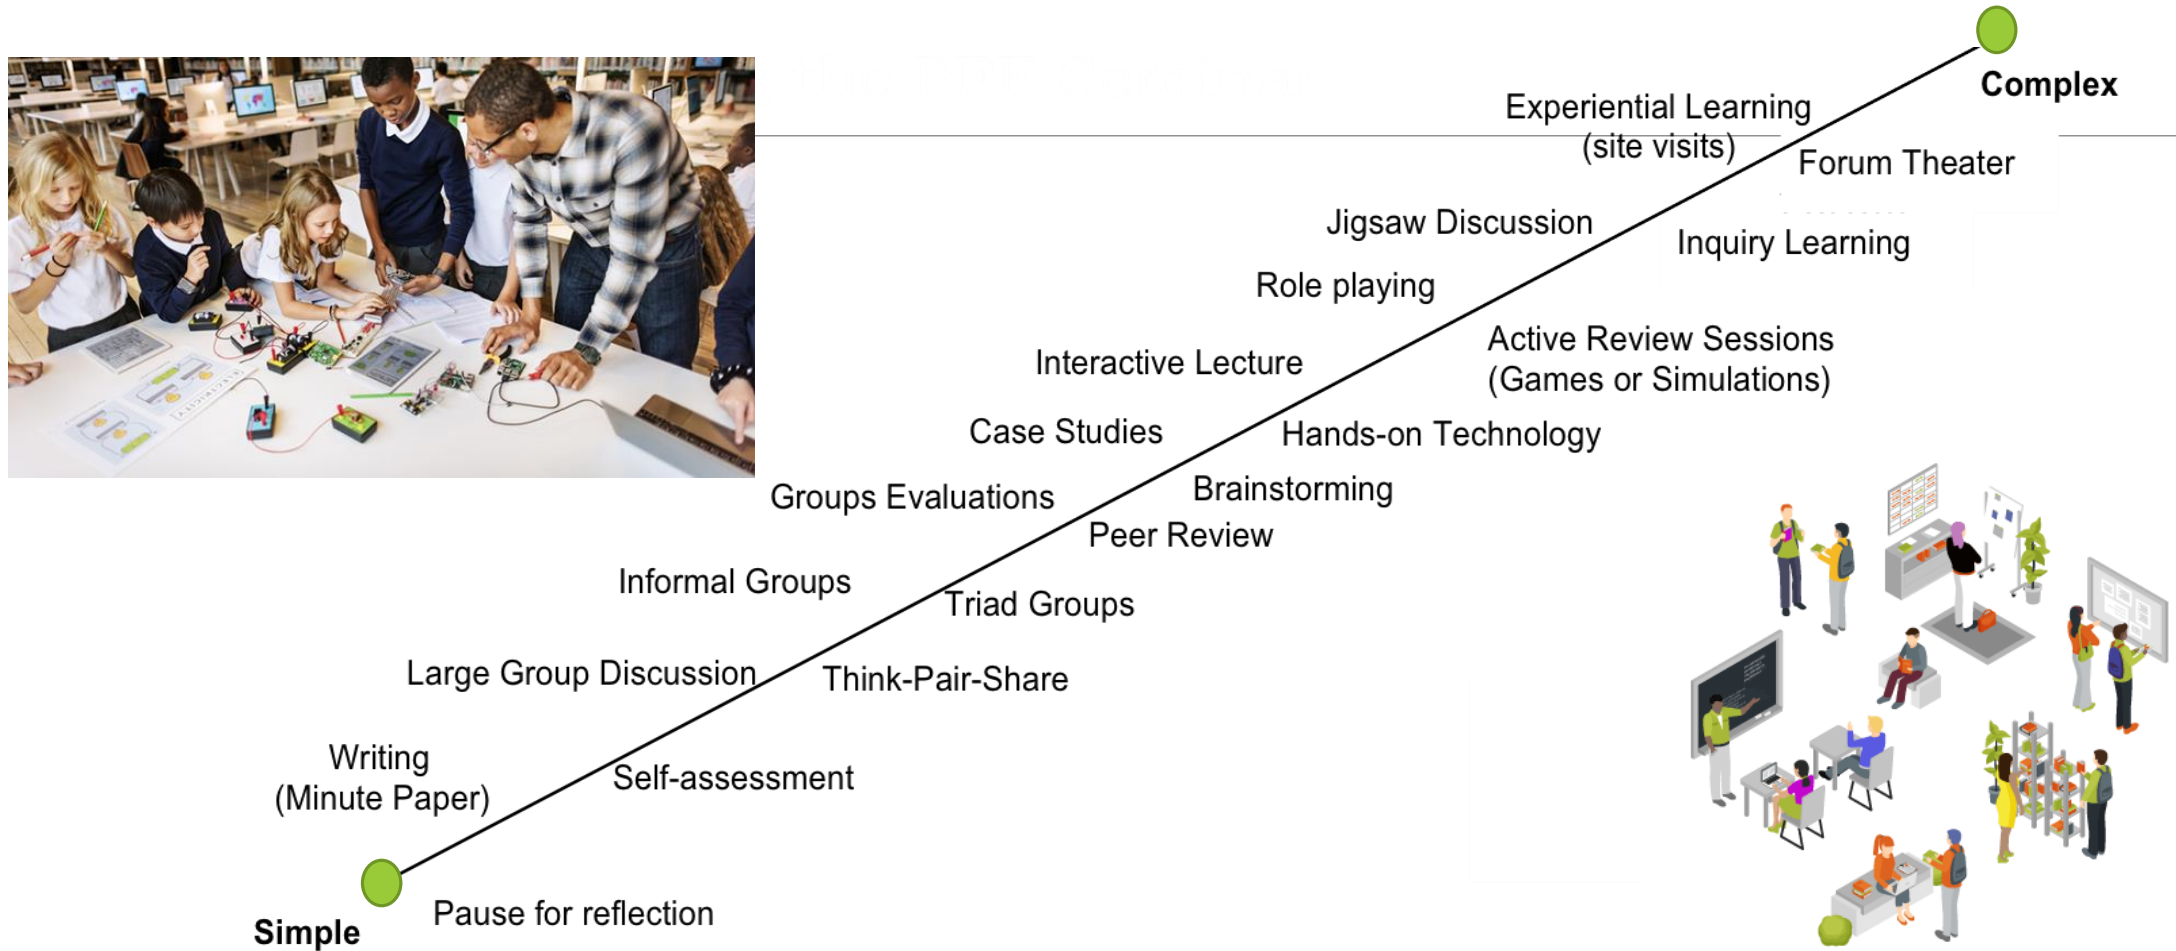 Complex
Experiential Learning
(site visits)
Forum Theater
Jigsaw Discussion
Inquiry Learning
Role playing
Active Review Sessions
(Games or Simulations)
Interactive Lecture
Case Studies
Hands-on Technology
Groups Evaluations
Brainstorming
Peer Review
Informal Groups
Triad Groups
Large Group Discussion
Think-Pair-Share
Writing
(Minute Paper)
Self-assessment
Pause for reflection
Simple
ELECTRICITY